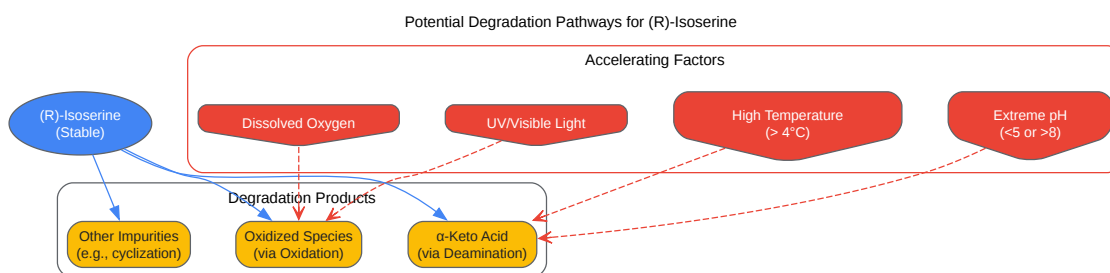 Potential Degradation Pathways for (R)-Isoserine
Accelerating Factors
(R)-Isoserine
(Stable)
Dissolved Oxygen
UV/Visible Light
High Temperature
(> 4°C)
Extreme pH
(<5 or >8)
Degradation Products
Other Impurities
(e.g., cyclization)
Oxidized Species
(via Oxidation)
α-Keto Acid
(via Deamination)